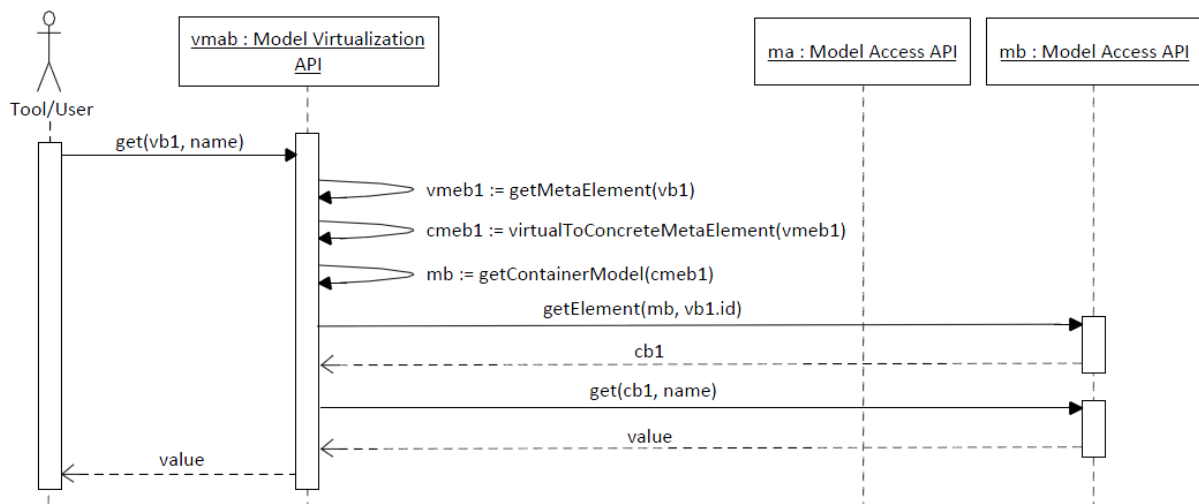 vmab : Model Virtualization
API
ma : Model Access API
mb : Model Access API
Tool/User
get(vb1, name)
vmeb1 := getMetaElement(vb1)
cmeb1 := virtualToConcreteMetaElement(vmeb1)
mb := getContainerModel(cmeb1)
getElement(mb, vb1.id)
cb1
get(cb1, name)
value
value